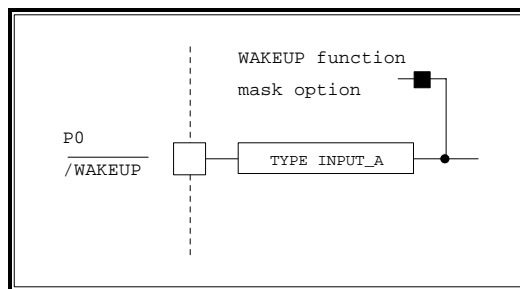 WAKEUP function
mask option
P0
/WAKEUP
TYPE INPUT_A